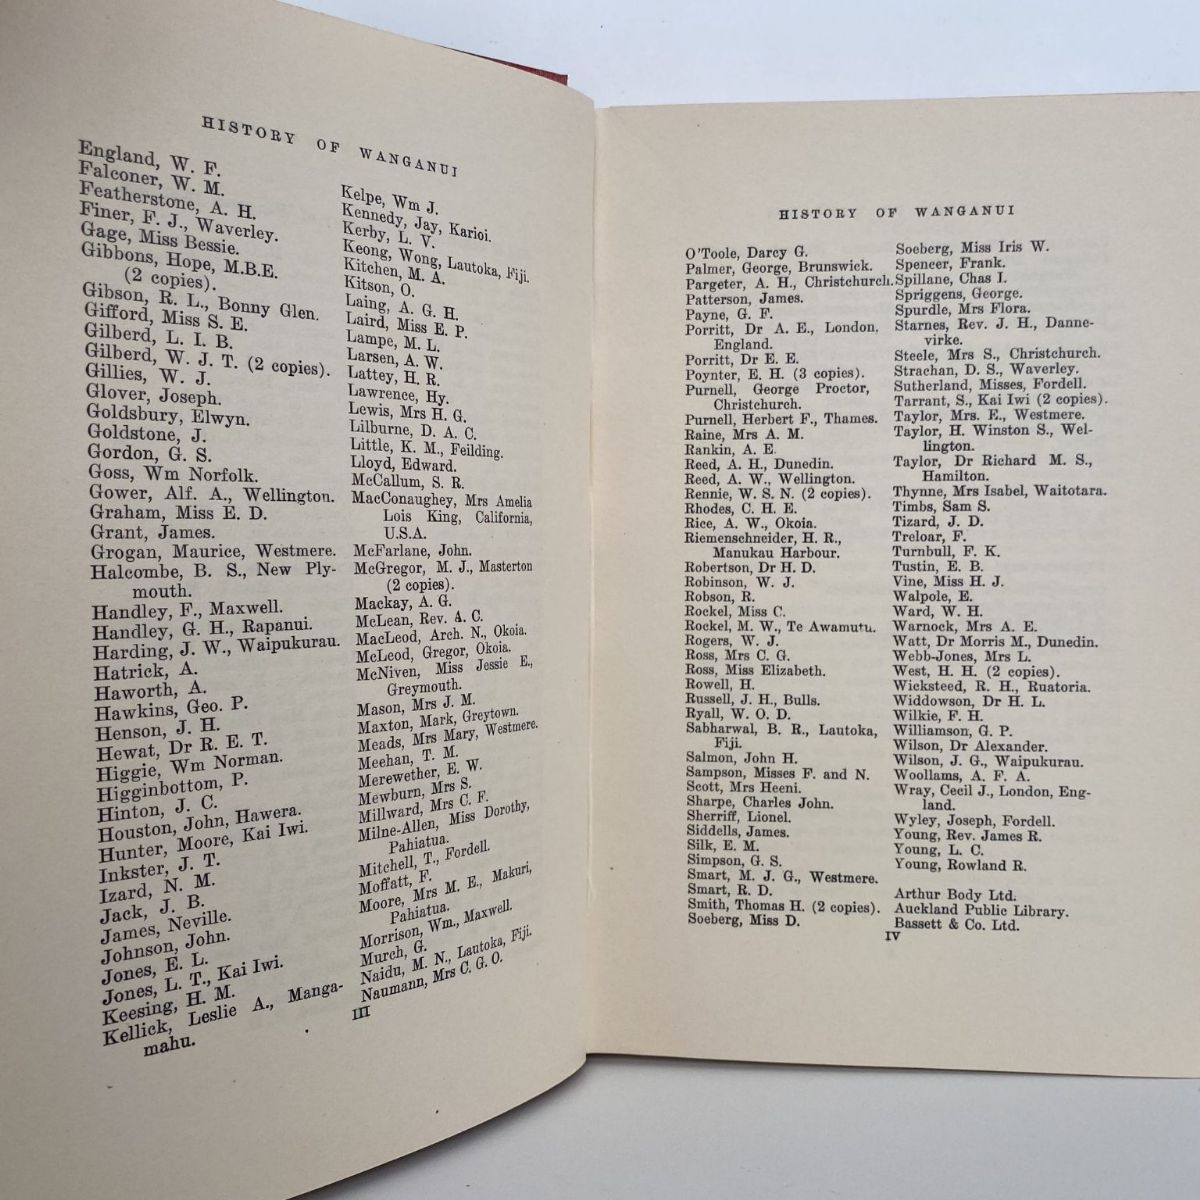 HISTORY OF WANGANUI
England, W. F.
Falconer, W. M.
Featherstone, A. H.
Finer, F. J., Waverley.
Gage, Miss Bessie.
Gibbons, Hope, M.B.E.
(2 copies).
Gibson, R. L., Bonny Glen.
Gifford, Miss S. E.
Gilberd, L. I. B.
Gilberd, W. J. T. (2 copies).
Gillies, W. J.
Glover, Joseph.
Goldsbury, Elwyn.
Goldstone, J.
Gordon, G. S.
Goss, Wm Norfolk.
Gower, Alf. A., Wellington.
Graham, Miss E. D.
Grant, James.
Grogan, Maurice, Westmere.
Halcombe, B. S., New Ply-
mouth.
Handley, F., Maxwell.
Handley, G. H., Rapanui.
Harding, J. W., Waipukurau.
Hatrick, A.
Haworth, A.
Hawkins, Geo. P.
Henson, J. H.
Hewat, Dr R. E. T.
Higgie, Wm Norman.
Higginbottom, P.
Hinton, J. C.
Houston, John, Hawera.
Hunter, Moore, Kai Iwi.
Inkster, J. T.
Izard, N. M.
Jack, J. B.
James, Neville.
Johnson, John.
Jones, E. L.
Jones, L. T., Kai Iwi.
Keesing, H. M.
Kellick, Leslie A., Manga-
mahu.
Kelpe, Wm J.
Kennedy, Jay, Karioi.
Kerby, L. V.
Keong, Wong, Lautoka, Fiji.
Kitchen, M. A.
Kitson, O.
Laing, A. G. H.
Laird, Miss E. P.
Lampe, M. L.
Larsen, A. W.
Lattey, H. R.
Lawrence, Hy.
Lewis, Mrs H. G.
Lilburne, D. A. C.
Little, K. M., Feilding.
Lloyd, Edward.
McCallum, S. R.
MacConaughey, Mrs Amelia
Lois King, California,
U.S.A.
McFarlane, John.
McGregor, M. J., Masterton
(2 copies).
Mackay, A. G.
McLean, Rev. A. C.
MacLeod, Arch. N., Okoia.
McLeod, Gregor, Okoia.
McNiven, Miss Jessie E.,
Greymouth.
Mason, Mrs J. M.
Maxton, Mark, Greytown.
Meads, Mrs Mary, Westmere.
Meehan, T. M.
Merewether, E. W.
Mewburn, Mrs S.
Millward, Mrs C. F.
Milne-Allen, Miss Dorothy,
Pahiatua.
Mitchell, T., Fordell.
Moffatt, F.
Moore, Mrs M. E., Makuri,
Pahiatua.
Morrison, Wm., Maxwell.
Murch, G.
Naidu, M. N., Lautoka, Fiji.
Naumann, Mrs C. G. O.
III
HISTORY OF WANGANUI
O'Toole, Darcy G.
Palmer, George, Brunswick.
Pargeter, A. H., Christchurch.
Patterson, James.
Payne, G. F.
Porritt, Dr A. E., London,
England.
Porritt, Dr E. E.
Poynter, E. H. (3 copies).
Purnell, George Proctor,
Christchurch.
Purnell, Herbert F., Thames.
Raine, Mrs A. M.
Rankin, A. E.
Reed, A. H., Dunedin.
Reed, A. W., Wellington.
Rennie, W. S. N. (2 copies).
Rhodes, C. H. E.
Rice, A. W., Okoia.
Riemenschneider, H. R.,
Manukau Harbour.
Robertson, Dr H. D.
Robinson, W. J.
Robson, R.
Rockel, Miss C.
Rockel, M. W., Te Awamutu.
Rogers, W. J.
Ross, Mrs C. G.
Ross, Miss Elizabeth.
Rowell, H.
Russell, J. H., Bulls.
Ryall, W. O. D.
Sabharwal, B. R., Lautoka,
Fiji.
Salmon, John H.
Sampson, Misses F. and N.
Scott, Mrs Heeni.
Sharpe, Charles John.
Sherriff, Lionel.
Siddells, James.
Silk, E. M.
Simpson, G. S.
Smart, M. J. G., Westmere.
Smart, R. D.
Smith, Thomas H. (2 copies).
Soeberg, Miss D.
Soeberg, Miss Iris W.
Spencer, Frank.
Spillane, Chas I.
Spriggens, George.
Spurdle, Mrs Flora.
Starnes, Rev. J. H., Danne-
virke.
Steele, Mrs S., Christchurch.
Strachan, D. S., Waverley.
Sutherland, Misses, Fordell.
Tarrant, S., Kai Iwi (2 copies).
Taylor, Mrs. E., Westmere.
Taylor, H. Winston S., Wel-
lington.
Taylor, Dr Richard M. S.,
Hamilton.
Thynne, Mrs Isabel, Waitotara.
Timbs, Sam S.
Tizard, J. D.
Treloar, F.
Turnbull, F. K.
Tustin, E. B.
Vine, Miss H. J.
Walpole, E.
Ward, W. H.
Warnock, Mrs A. E.
Watt, Dr Morris M., Dunedin.
Webb-Jones, Mrs L.
West, H. H. (2 copies).
Wicksteed, R. H., Ruatoria.
Widdowson, Dr H. L.
Wilkie, F. H.
Williamson, G. P.
Wilson, Dr Alexander.
Wilson, J. G., Waipukurau.
Woollams, A. F. A.
Wray, Cecil J., London, Eng-
land.
Wyley, Joseph, Fordell.
Young, Rev. James R.
Young, L. C.
Young, Rowland R.
Arthur Body Ltd.
Auckland Public Library.
Bassett & Co. Ltd.
IV